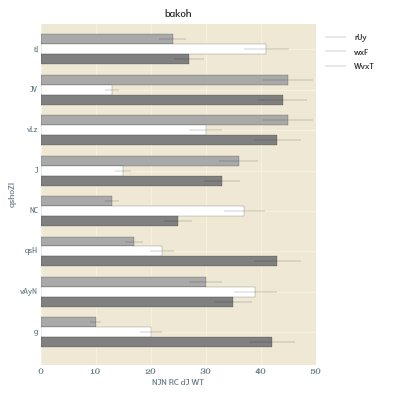 bakoh
rUy
wxF
WvxT
qshoZI
id
JV
vLz
J
NC
qsH
vAyN
g
0 10 20 30 40 50
NJN RC dJ WT